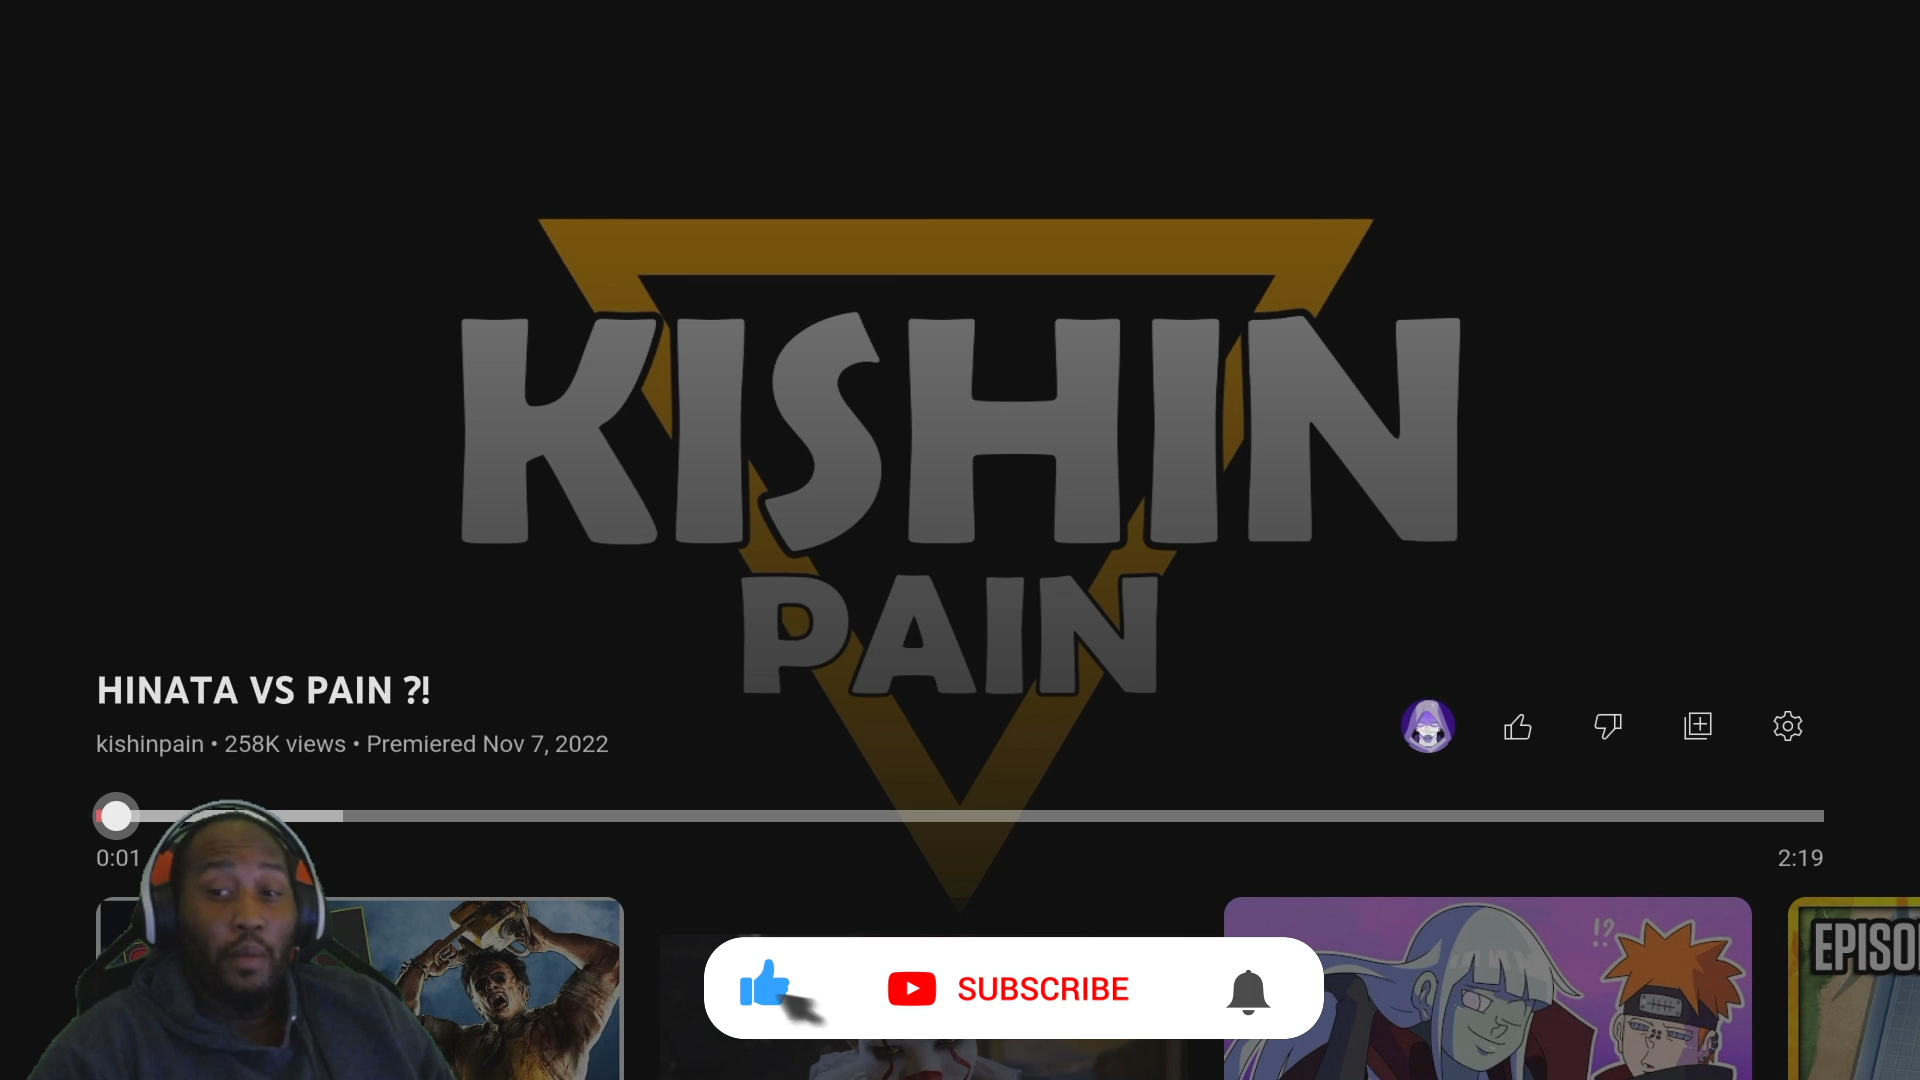 KISHIN
PAIN
HINATA VS PAIN ?!
kishinpain • 258K views • Premiered Nov 7, 2022
0:01
2:19
!?
EPISO
SUBSCRIBE